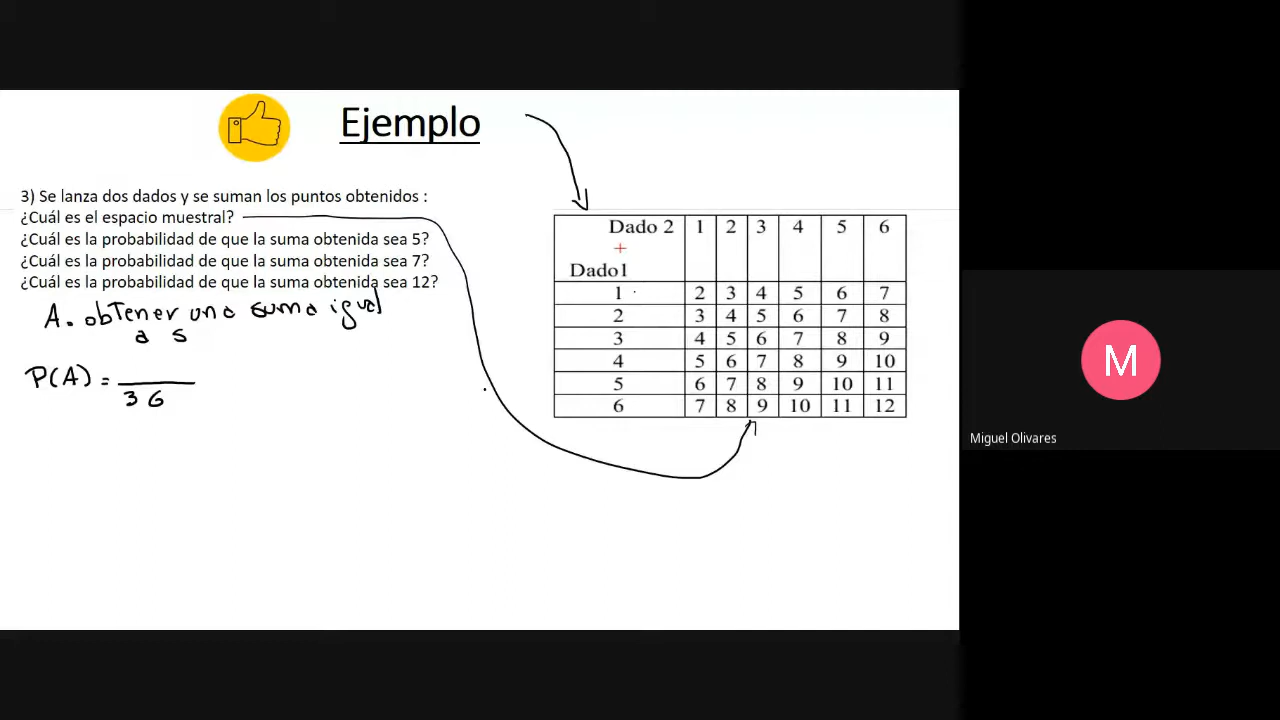 Ejemplo
3) Se lanza dos dados y se suman los puntos obtenidos :
¿Cuál es el espacio muestral?
¿Cuál es la probabilidad de que la suma obtenida sea 5?
¿Cuál es la probabilidad de que la suma obtenida sea 7?
¿Cuál es la probabilidad de que la suma obtenida sea 12?
A. obtener una suma igual
a 5
P(A) =
36
Dado 2 1 2 3 4 5 6
+
Dado1
1 2 3 4 5 6 7
2 3 4 5 6 7 8
3 4 5 6 7 8 9
4 5 6 7 8 9 10
5 6 7 8 9 10 11
6 7 8 9 10 11 12
M
Miguel Olivares